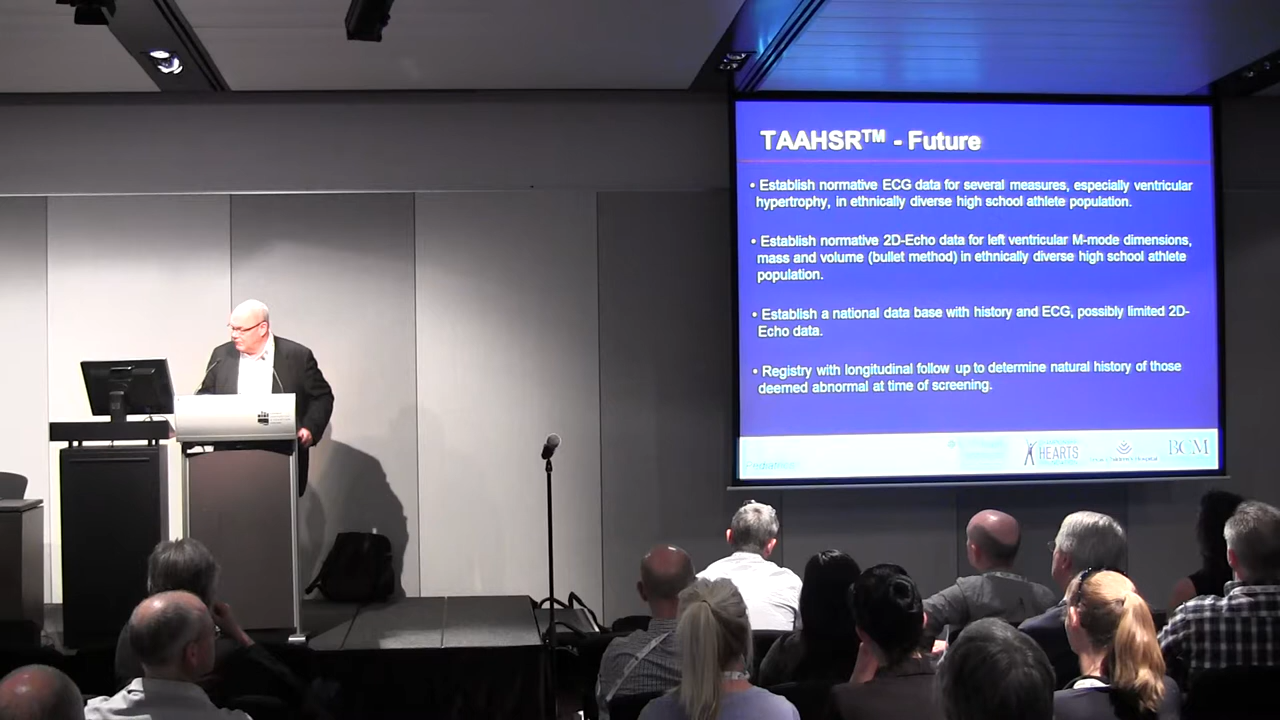 TAAHSR™ - Future
• Establish normative ECG data for several measures, especially ventricular
hypertrophy, in ethnically diverse high school athlete population.
• Establish normative 2D-Echo data for left ventricular M-mode dimensions,
mass and volume (bullet method) in ethnically diverse high school athlete
population.
• Establish a national data base with history and ECG, possibly limited 2D-
Echo data.
• Registry with longitudinal follow up to determine natural history of those
deemed abnormal at time of screening.
HEARTS
BCM